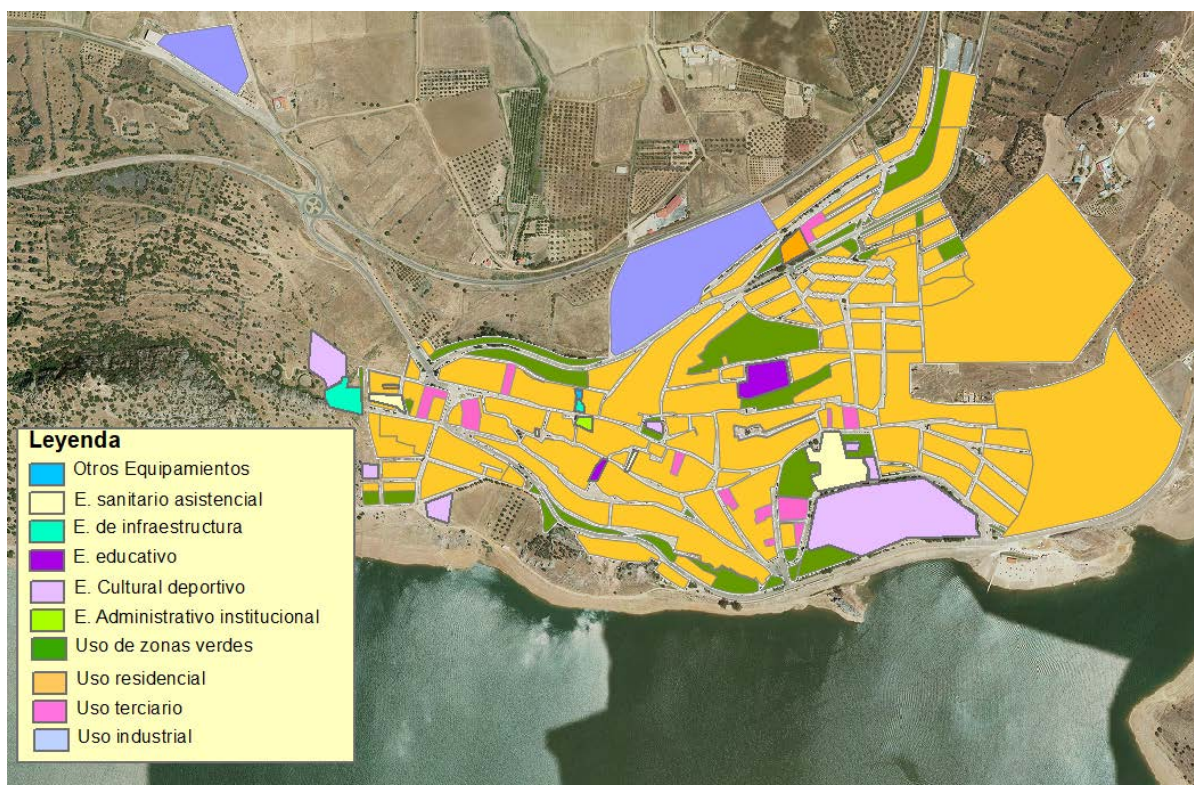 Leyenda
Otros Equipamientos
E. sanitario asistencial
E. de infraestructura
E. educativo
E. Cultural deportivo
E. Administrativo institucional
Uso de zonas verdes
Uso residencial
Uso terciario
Uso industrial